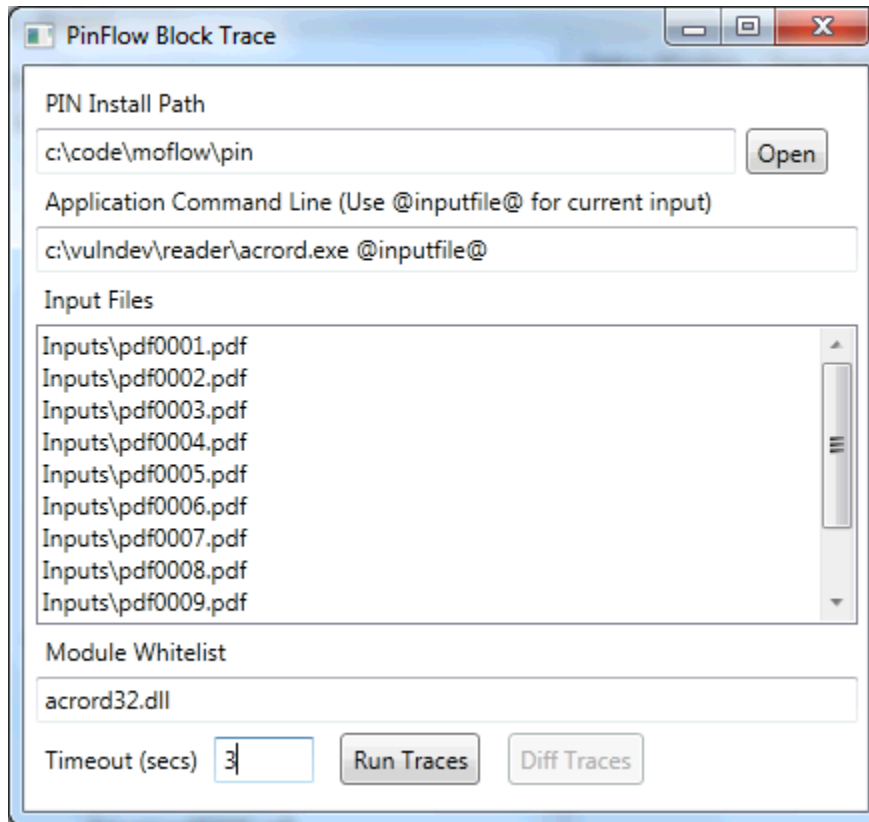 PinFlow Block Trace
PIN Install Path
c:\code\moflow\pin
Open
Application Command Line (Use @inputfile@ for current input)
c:\vulndev\reader\acrord.exe @inputfile@
Input Files
Inputs\pdf0001.pdf
Inputs\pdf0002.pdf
Inputs\pdf0003.pdf
Inputs\pdf0004.pdf
Inputs\pdf0005.pdf
Inputs\pdf0006.pdf
Inputs\pdf0007.pdf
Inputs\pdf0008.pdf
Inputs\pdf0009.pdf
Module Whitelist
acrord32.dll
Timeout (secs) 3 Run Traces Diff Traces